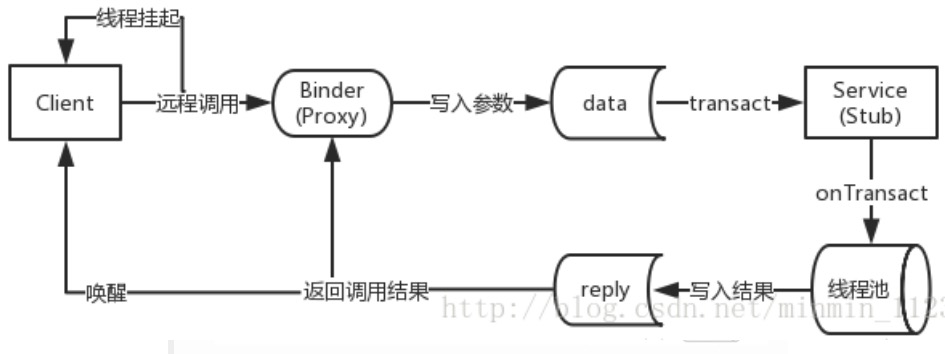 线程挂起
Client
远程调用
Binder
(Proxy)
写入参数
data
transact
Service
(Stub)
onTransact
唤醒
返回调用结果
reply
写入结果
线程池
http://blog.csdn.net/minmin_1123